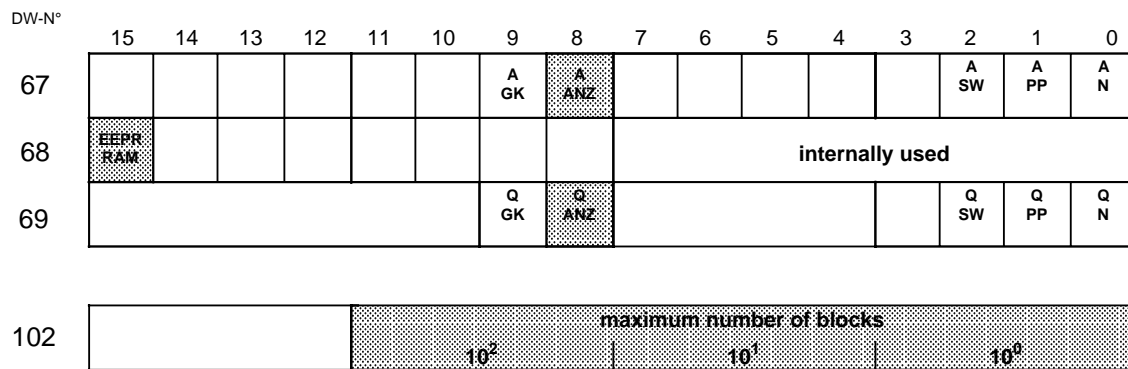 DW-N°
15 14 13 12 11 10 9 8 7 6 5 4 3 2 1 0
67 A GK A ANZ A SW A PP A N
68 EEPR RAM internally used
69 Q GK Q ANZ Q SW Q PP Q N
102 maximum number of blocks
10² 10¹ 10⁰